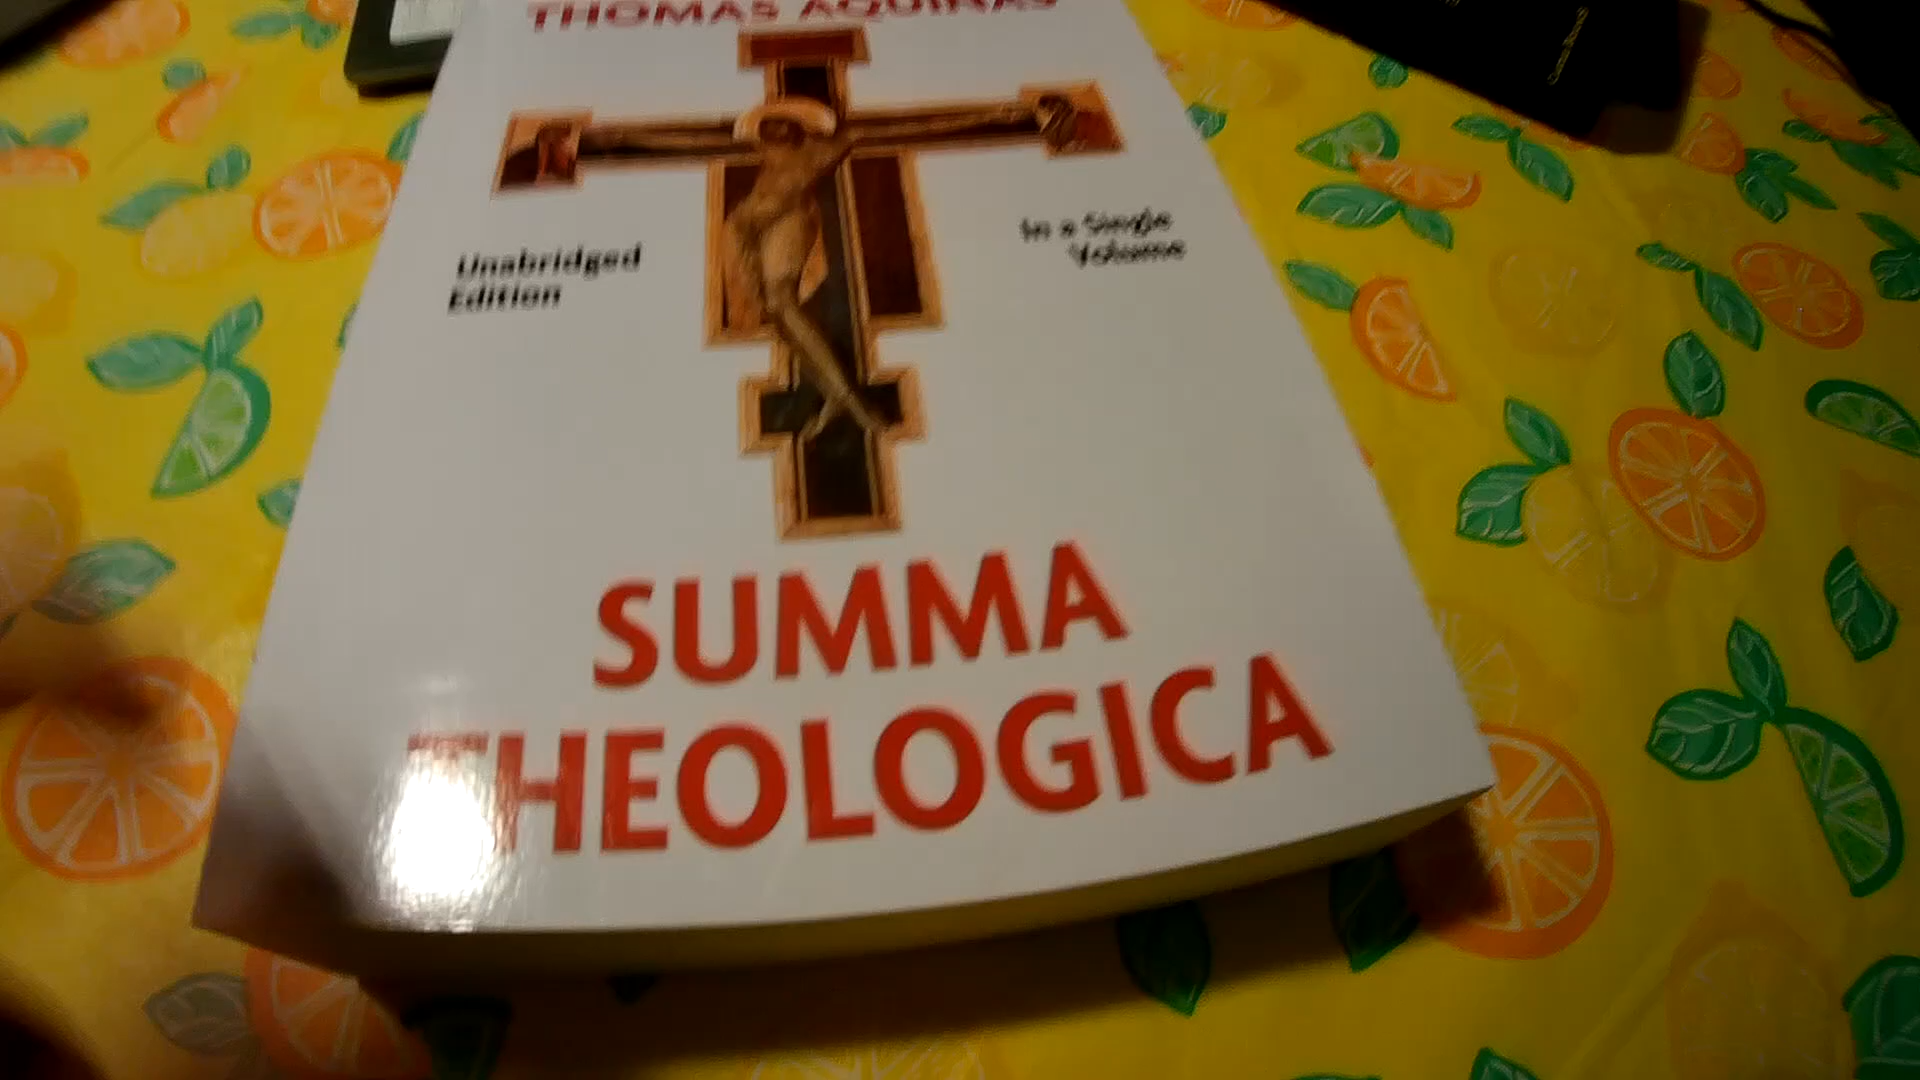 THOMAS AQUINAS
Unabridged
Edition
In a Single
Volume
SUMMA
THEOLOGICA